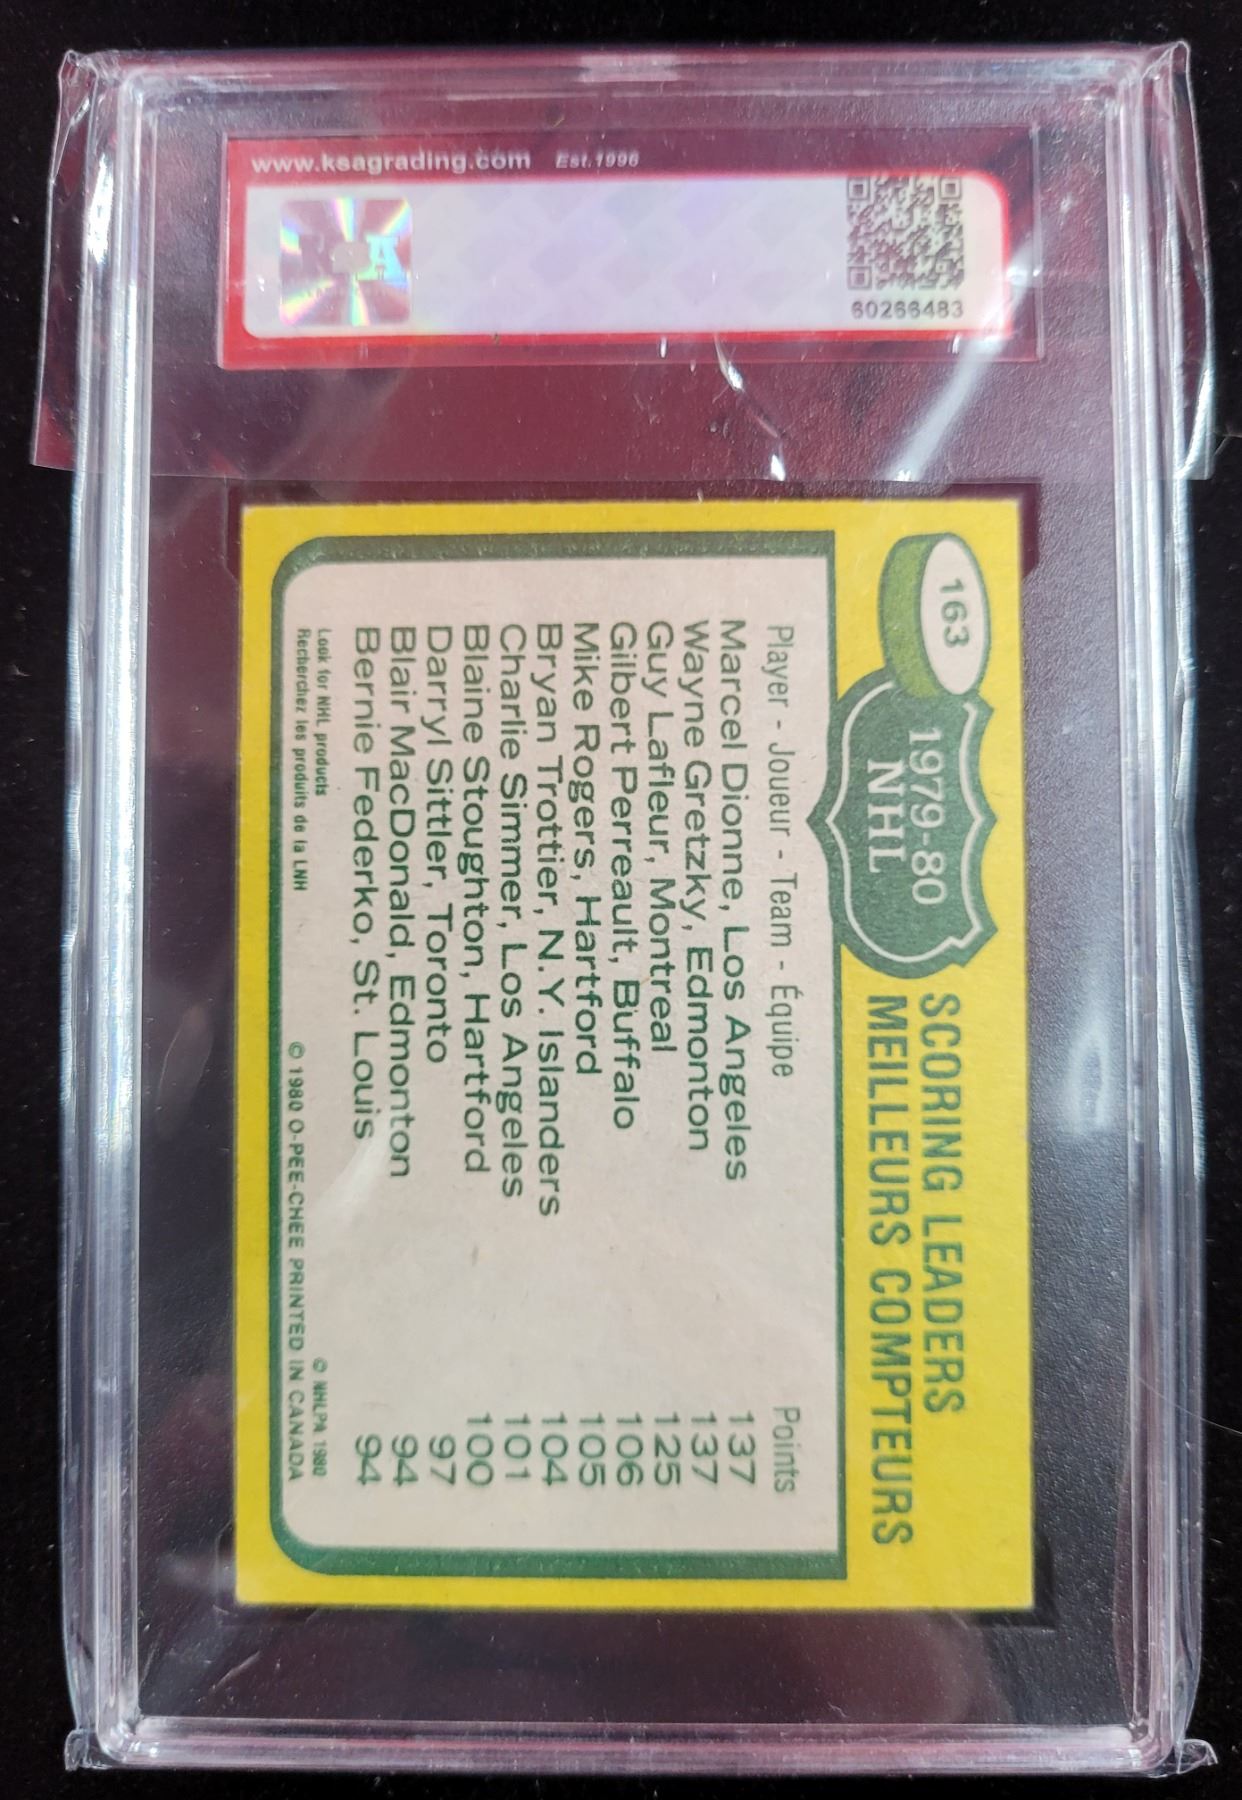 www.ksagrading.com Est.1996
KSA
60266483
163
1979-80
NHL
SCORING LEADERS
MEILLEURS COMPTEURS
Player - Joueur - Team - Équipe Points
Marcel Dionne, Los Angeles 137
Wayne Gretzky, Edmonton 137
Guy Lafleur, Montreal 125
Gilbert Perreault, Buffalo 106
Mike Rogers, Hartford 105
Bryan Trottier, N.Y. Islanders 104
Charlie Simmer, Los Angeles 101
Blaine Stoughton, Hartford 100
Darryl Sittler, Toronto 97
Blair MacDonald, Edmonton 94
Bernie Federko, St. Louis 94
Look for NHL products © NHLPA 1980
Recherchez les produits de la LNH © 1980 O-PEE-CHEE PRINTED IN CANADA